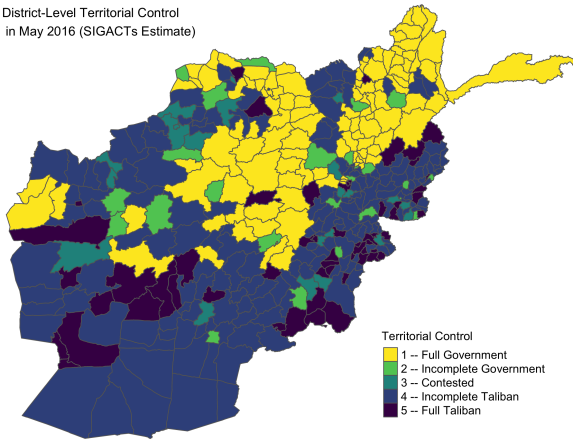 District-Level Territorial Control
in May 2016 (SIGACTs Estimate)
Territorial Control
1 -- Full Government
2 -- Incomplete Government
3 -- Contested
4 -- Incomplete Taliban
5 -- Full Taliban